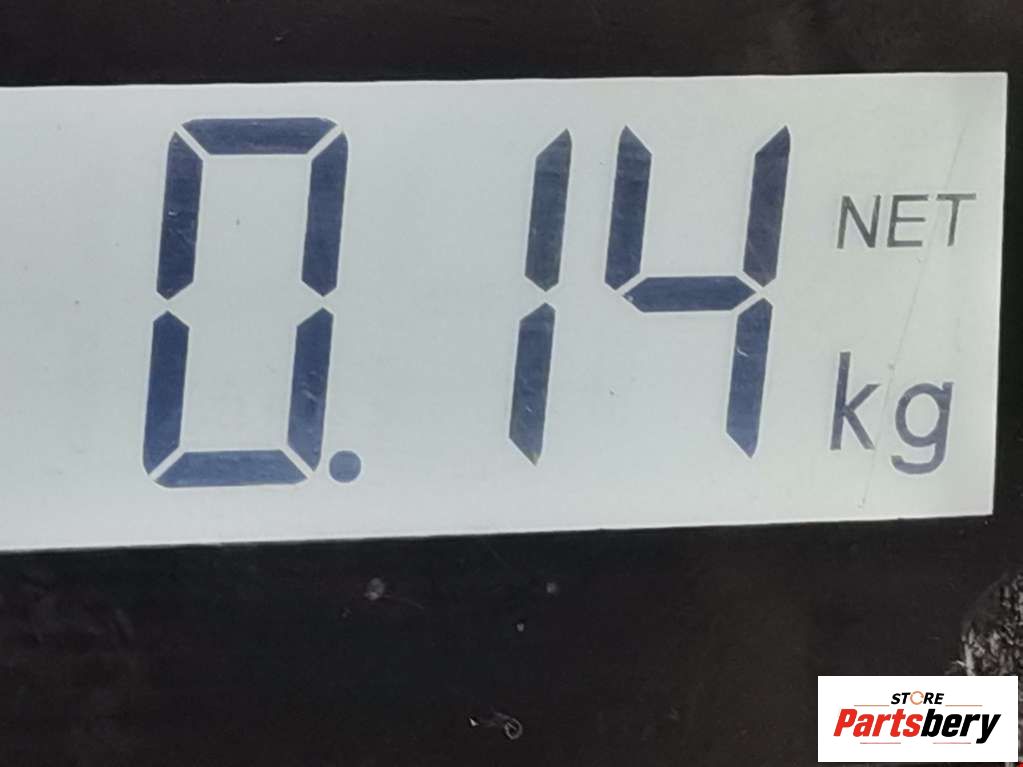 0.14 NET
kg
STORE
Partsbery